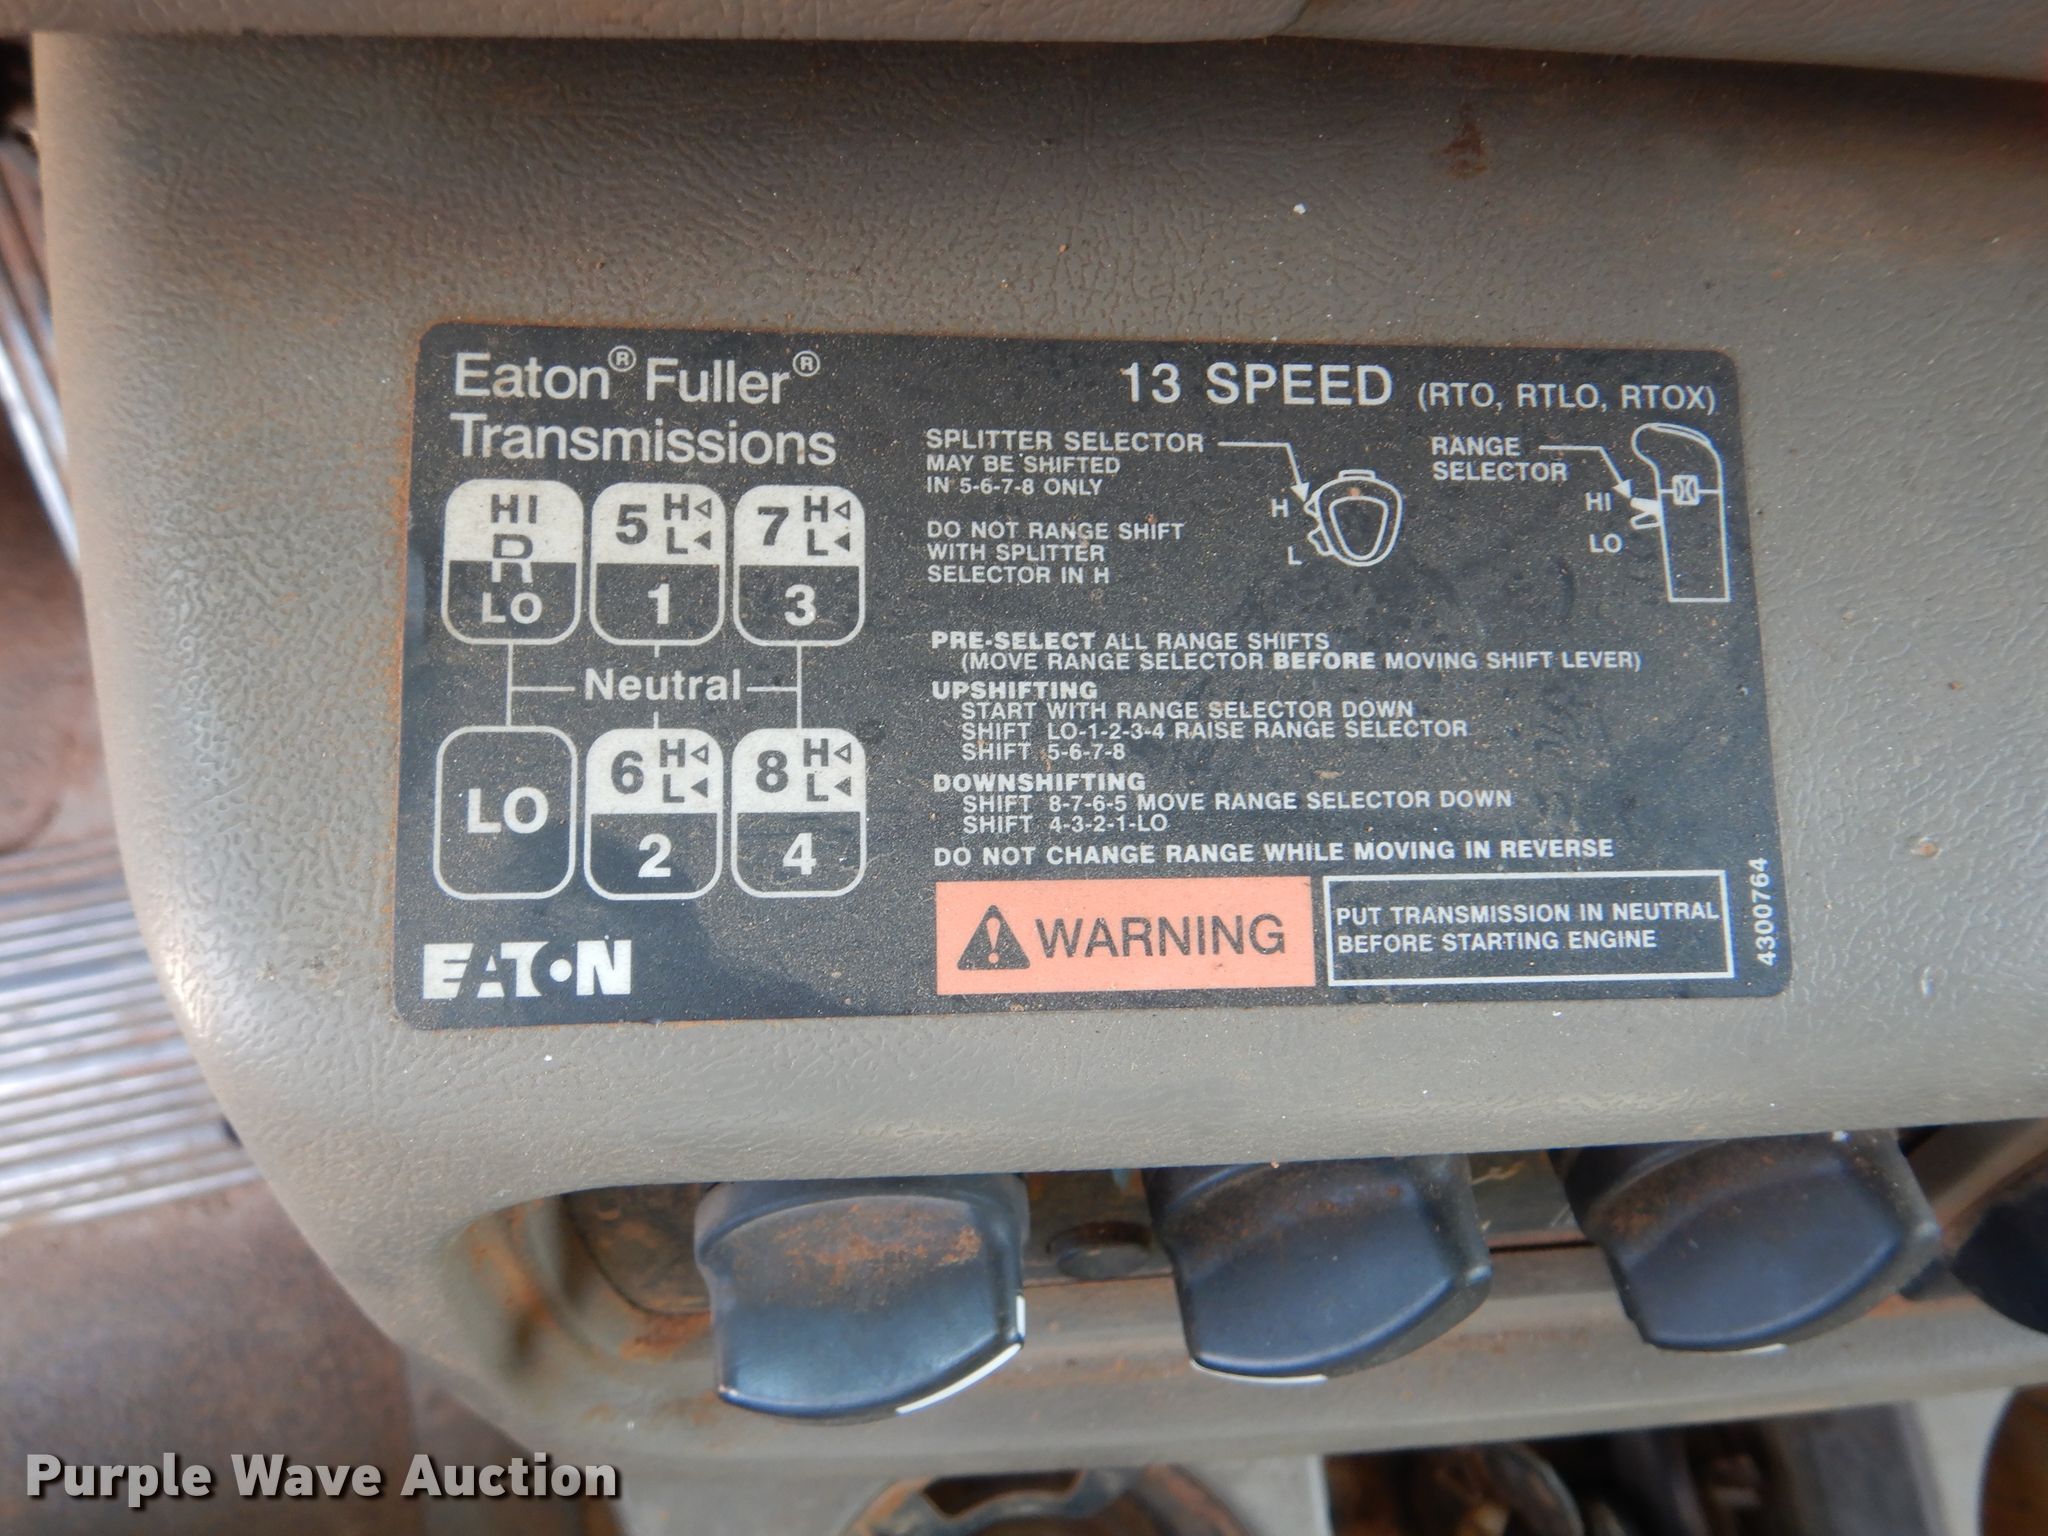 Eaton® Fuller®
Transmissions
13 SPEED (RTO, RTLO, RTOX)
HI
R
LO
5 H
L
1
7 H
L
3
Neutral
LO
6 H
L
2
8 H
L
4
EATON
SPLITTER SELECTOR
MAY BE SHIFTED
IN 5-6-7-8 ONLY
H
L
RANGE
SELECTOR
HI
LO
DO NOT RANGE SHIFT
WITH SPLITTER
SELECTOR IN H
PRE-SELECT ALL RANGE SHIFTS
(MOVE RANGE SELECTOR BEFORE MOVING SHIFT LEVER)
UPSHIFTING
START WITH RANGE SELECTOR DOWN
SHIFT LO-1-2-3-4 RAISE RANGE SELECTOR
SHIFT 5-6-7-8
DOWNSHIFTING
SHIFT 8-7-6-5 MOVE RANGE SELECTOR DOWN
SHIFT 4-3-2-1-LO
DO NOT CHANGE RANGE WHILE MOVING IN REVERSE
WARNING
PUT TRANSMISSION IN NEUTRAL
BEFORE STARTING ENGINE
4300764
Purple Wave Auction